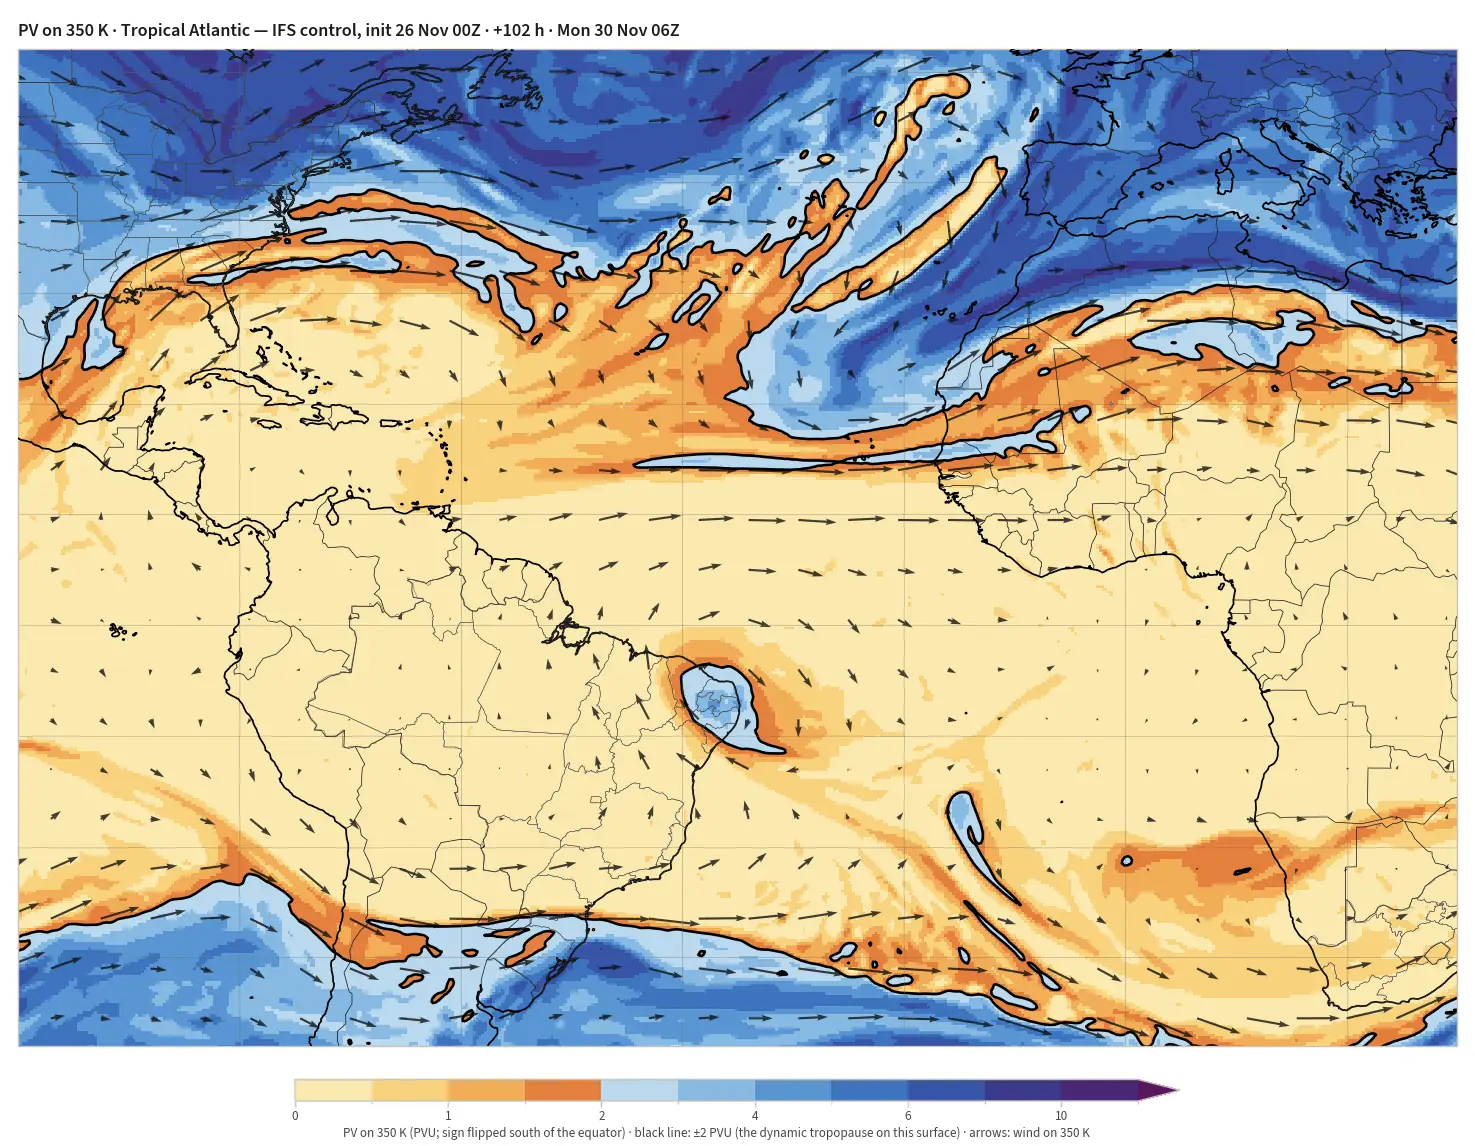 PV on 350 K · Tropical Atlantic — IFS control, init 26 Nov 00Z · +102 h · Mon 30 Nov 06Z
0 1 2 4 6 10
PV on 350 K (PVU; sign flipped south of the equator) · black line: ±2 PVU (the dynamic tropopause on this surface) · arrows: wind on 350 K